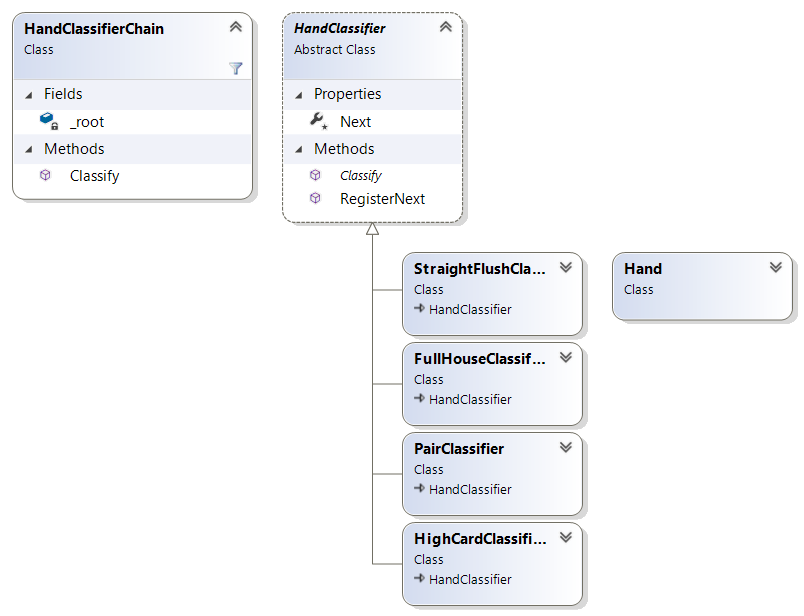 HandClassifierChain
Class
Fields
_root
Methods
Classify
HandClassifier
Abstract Class
Properties
Next
Methods
Classify
RegisterNext
StraightFlushCla...
Class
HandClassifier
FullHouseClassif...
Class
HandClassifier
PairClassifier
Class
HandClassifier
HighCardClassifi...
Class
HandClassifier
Hand
Class